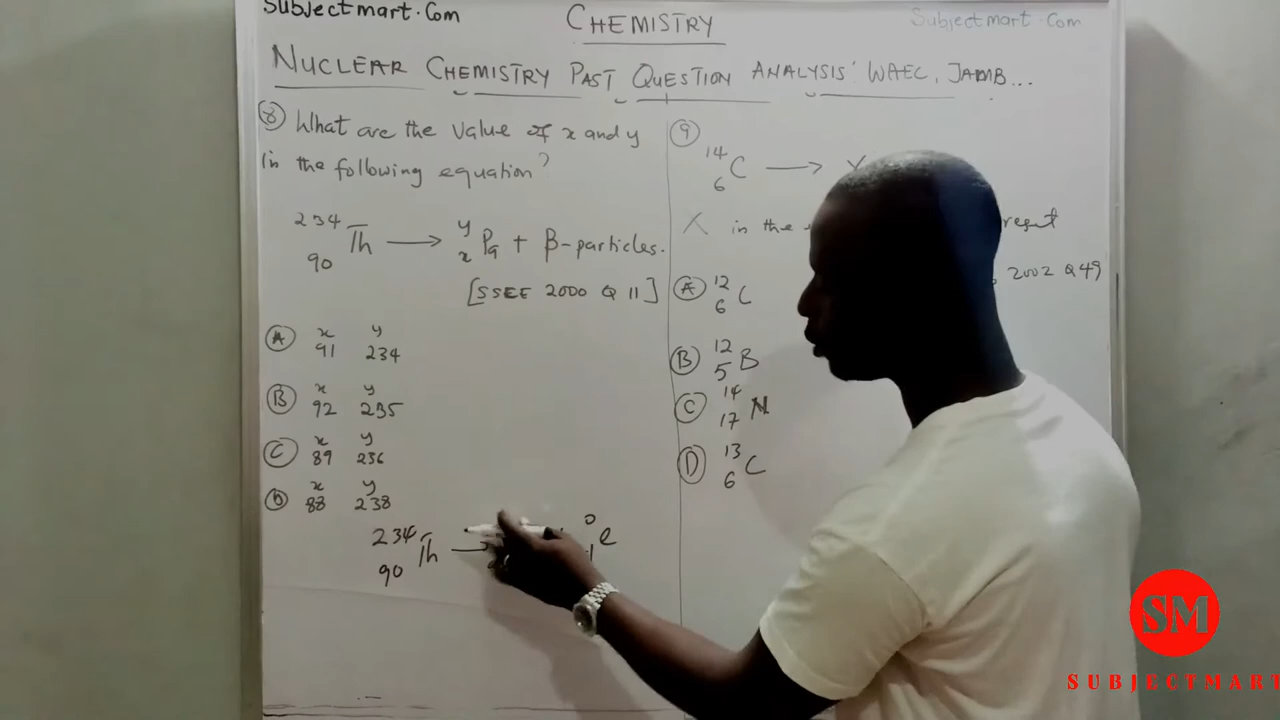 Subjectmart.Com
CHEMISTRY
Subjectmart.Com
NUCLEAR CHEMISTRY PAST QUESTION ANALYSIS' WAEC, JAMB...
⑧ What are the value of x and y
in the following equation?
234 y
Th → Pa + β-particles.
90 x
[SSCE 2000 Q 11]
A x y
91 234
B x y
92 235
C x y
89 236
D x y
88 238
234 0
Th → e
90 -1
⑨
14
C →
6
X in the
2002 Q49
A 12
6 C
B 12
5 B
C 14
17 N
D 13
6 C
SM
SUBJECTMART